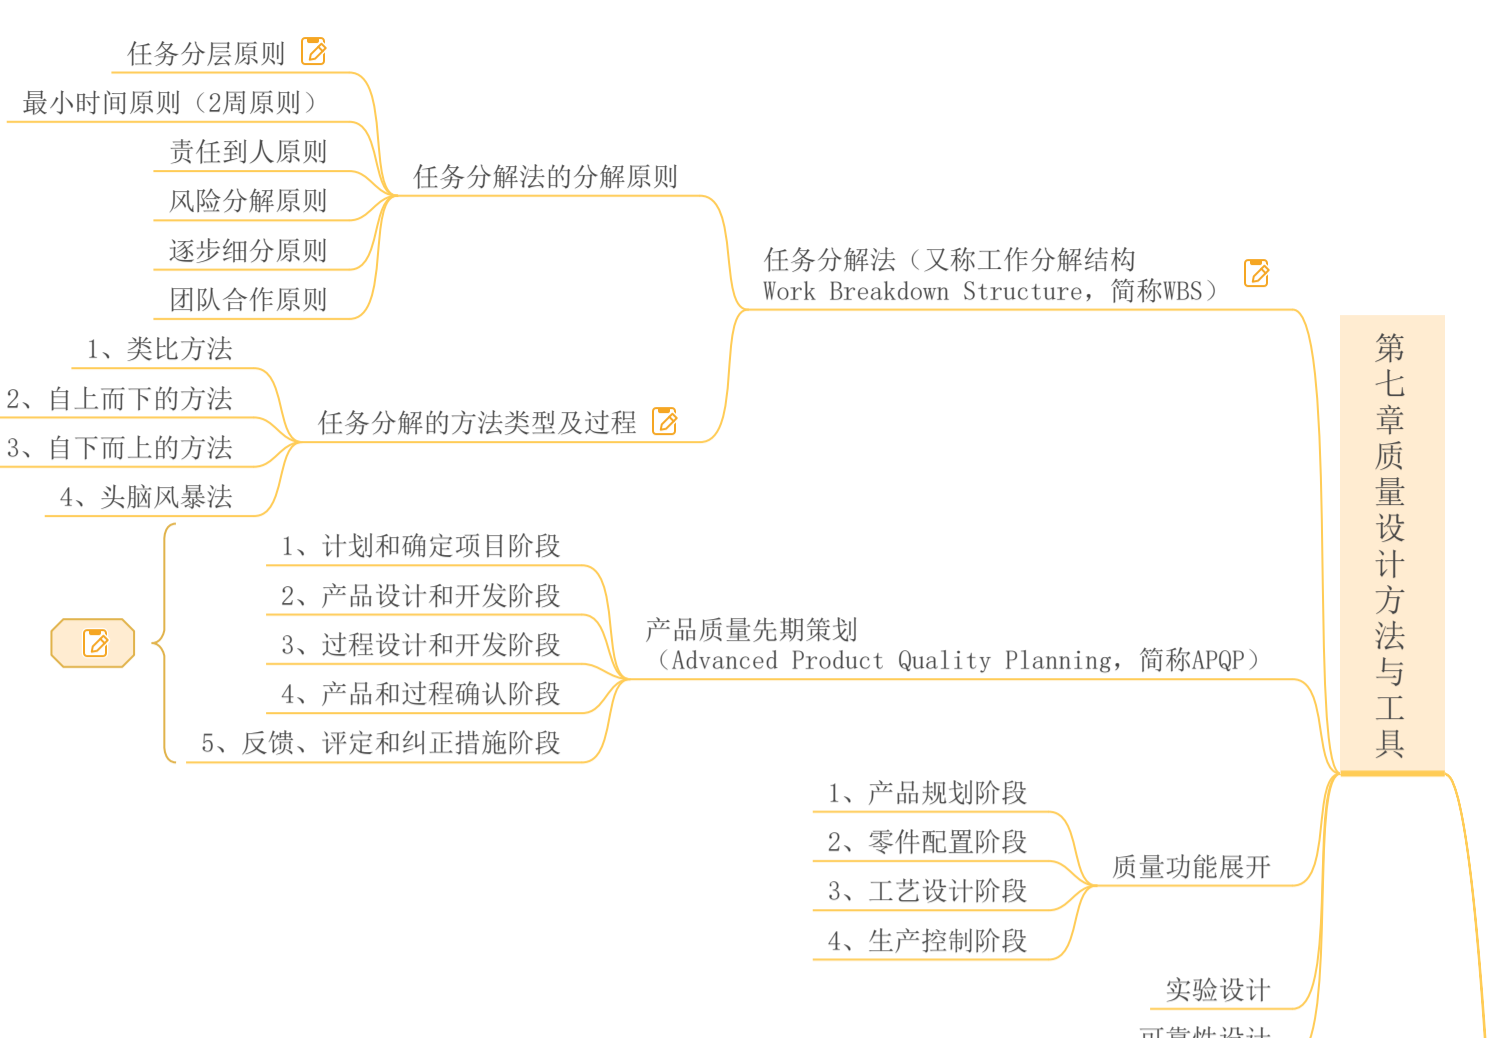 任务分层原则
最小时间原则（2周原则）
责任到人原则
风险分解原则
逐步细分原则
团队合作原则
任务分解法的分解原则
1、类比方法
2、自上而下的方法
3、自下而上的方法
4、头脑风暴法
任务分解的方法类型及过程
任务分解法（又称工作分解结构
Work Breakdown Structure，简称WBS）
1、计划和确定项目阶段
2、产品设计和开发阶段
3、过程设计和开发阶段
4、产品和过程确认阶段
5、反馈、评定和纠正措施阶段
产品质量先期策划
（Advanced Product Quality Planning，简称APQP）
1、产品规划阶段
2、零件配置阶段
3、工艺设计阶段
4、生产控制阶段
质量功能展开
实验设计
可靠性设计
第七章质量设计方法与工具